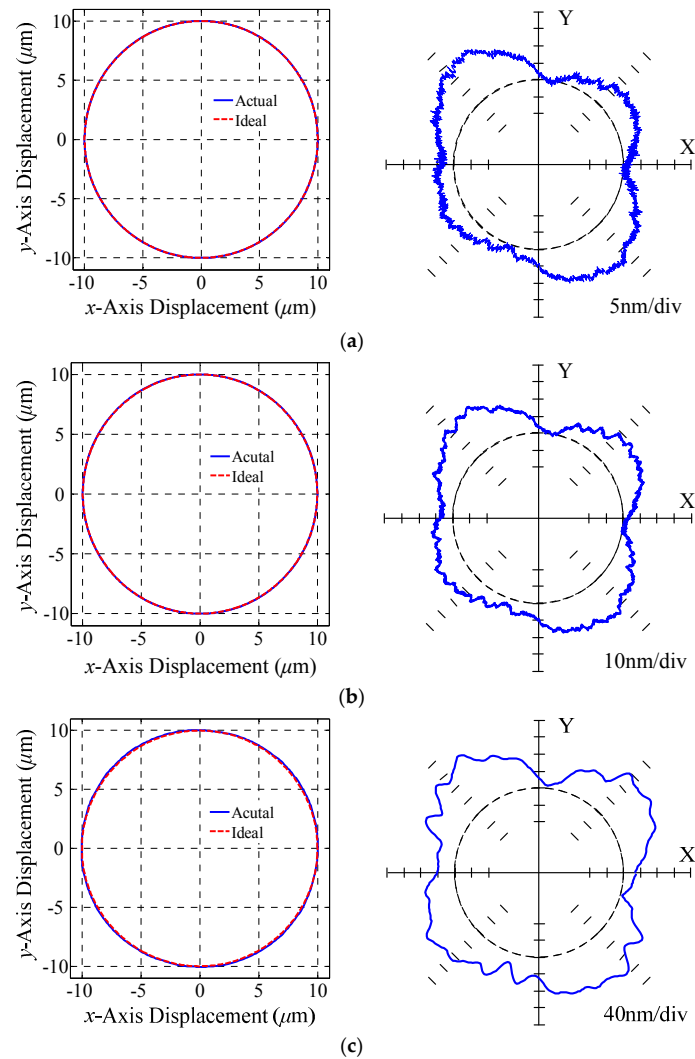 10
5
0
-5
-10
y-Axis Displacement (μm)
Actual
Ideal
-10 -5 0 5 10
x-Axis Displacement (μm)
Y
X
5nm/div
(a)
10
5
0
-5
-10
y-Axis Displacement (μm)
Acutal
Ideal
-10 -5 0 5 10
x-Axis Displacement (μm)
Y
X
10nm/div
(b)
10
5
0
-5
-10
y-Axis Displacement (μm)
Acutal
Ideal
-10 -5 0 5 10
x-Axis Displacement (μm)
Y
X
40nm/div
(c)